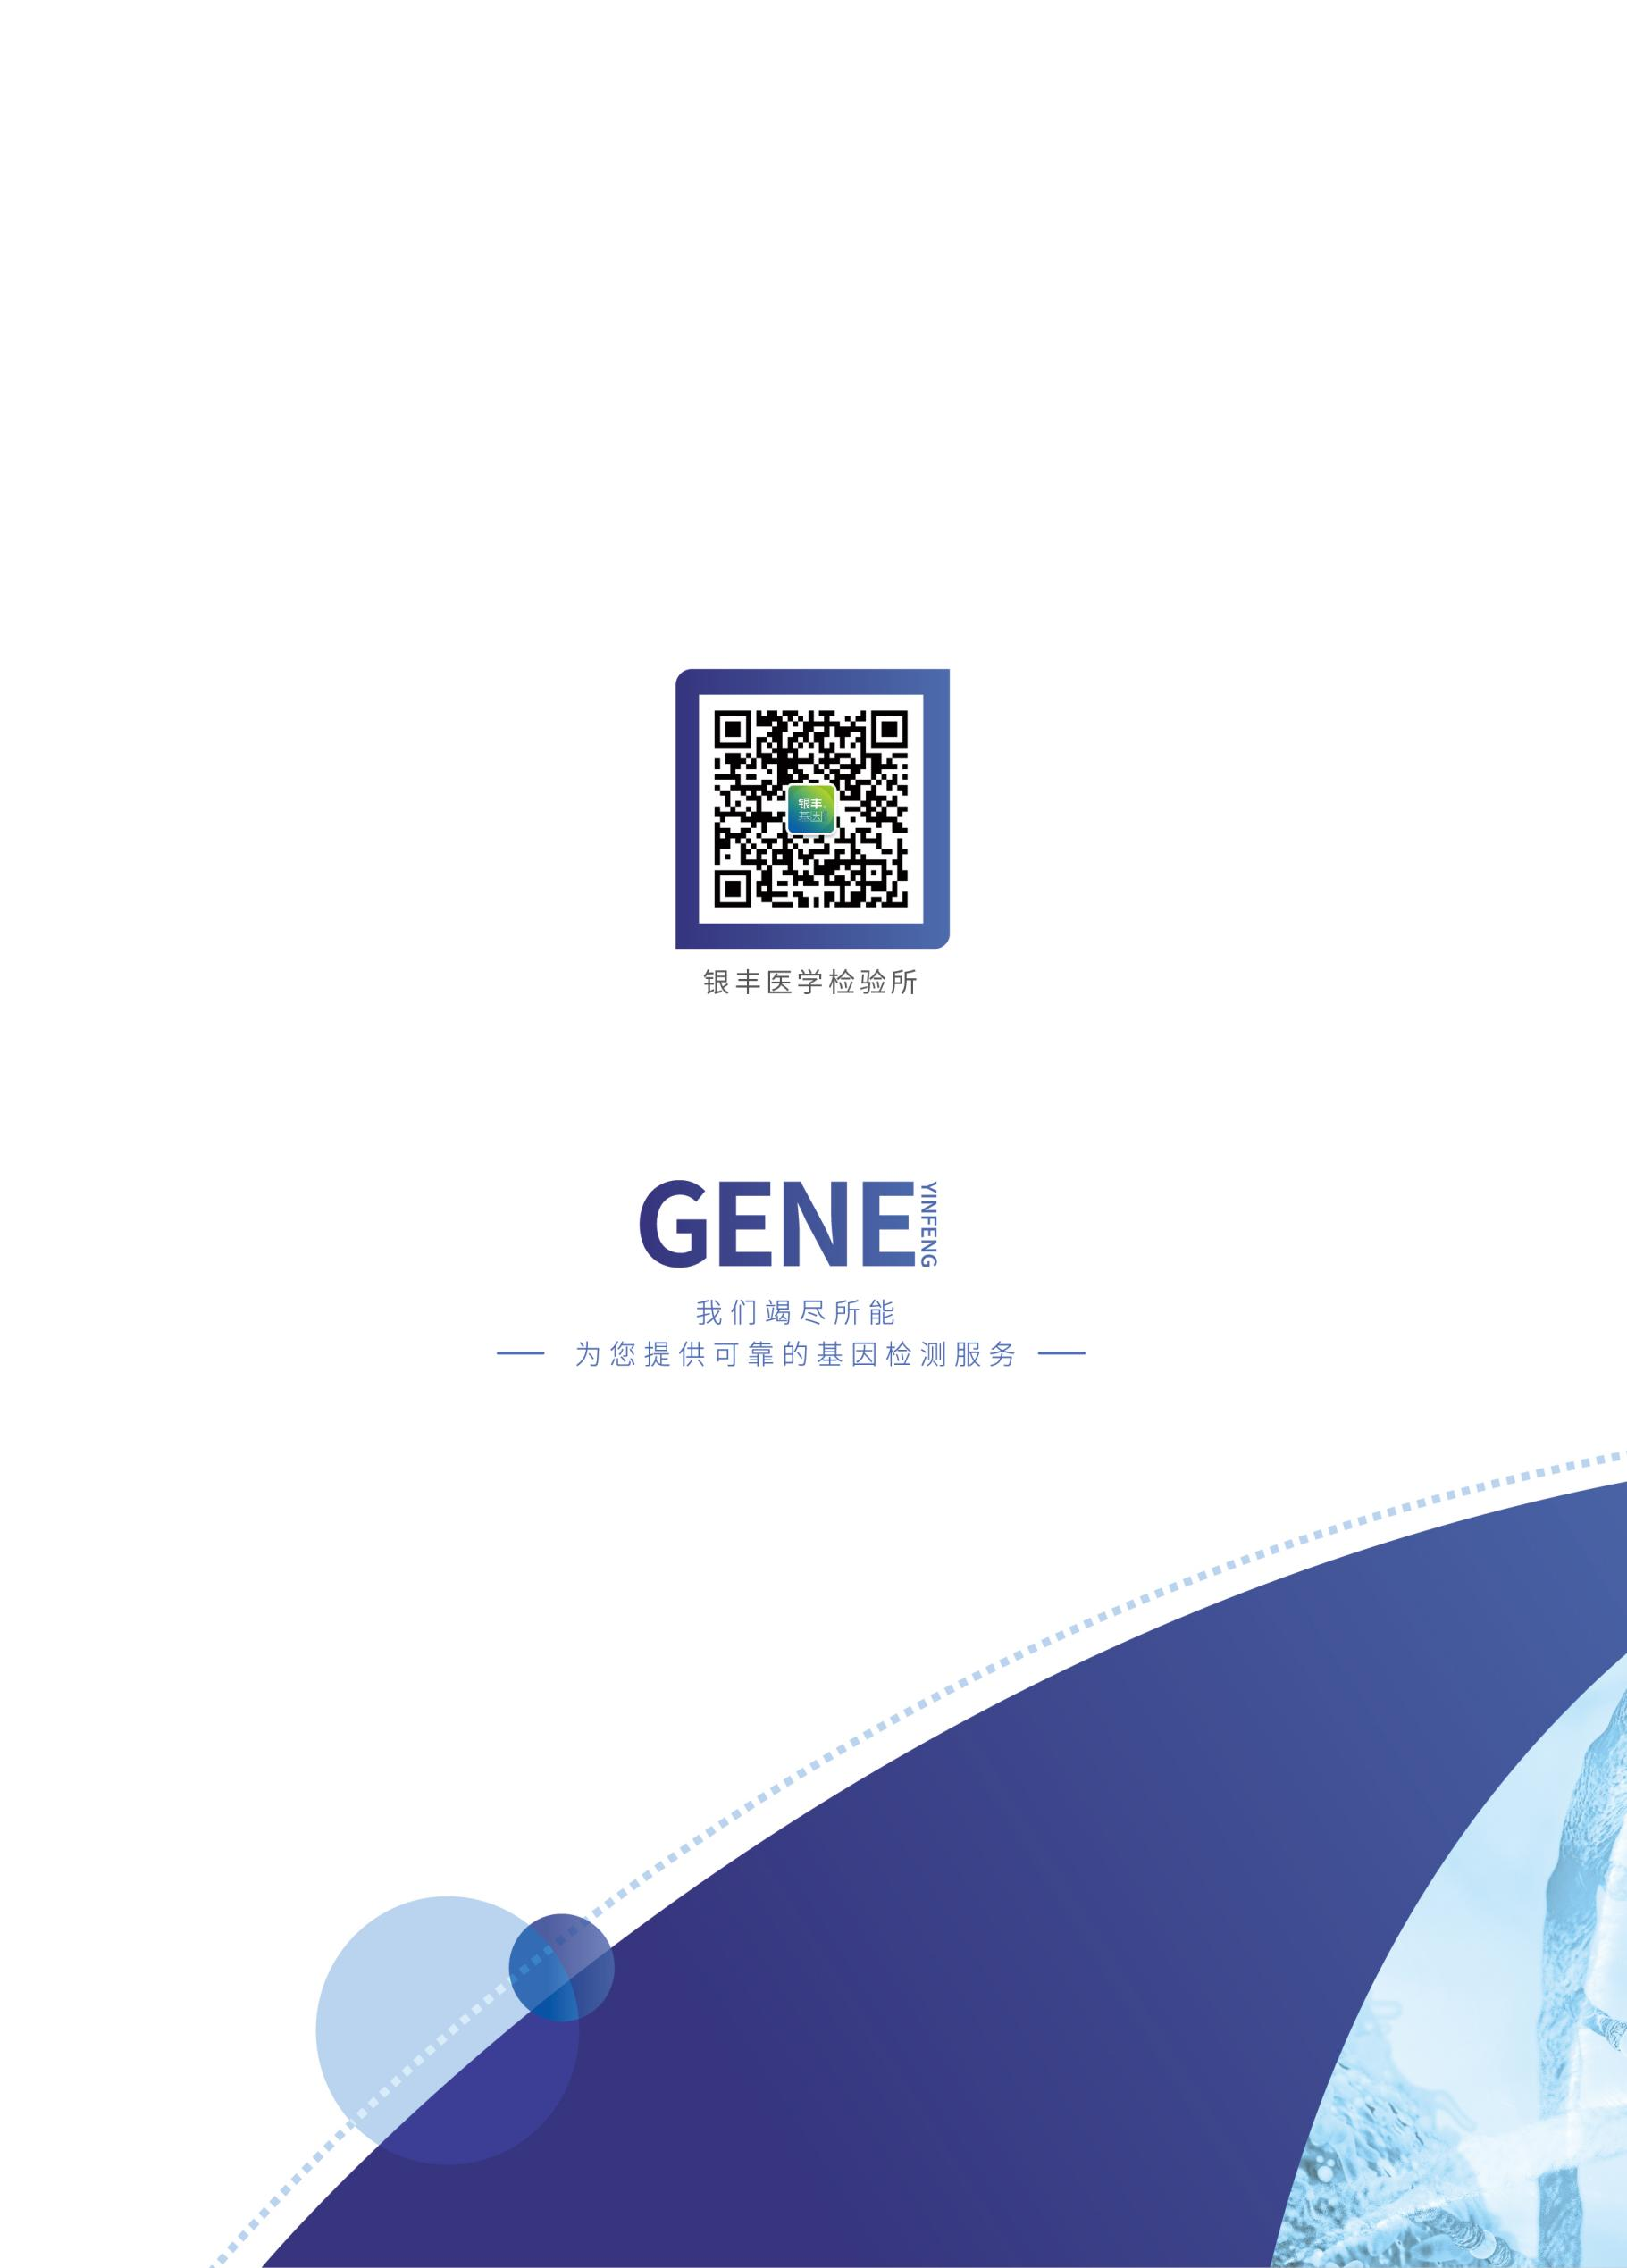 银丰
基因
银丰医学检验所
GENE
YINFENG
我们竭尽所能
为您提供可靠的基因检测服务